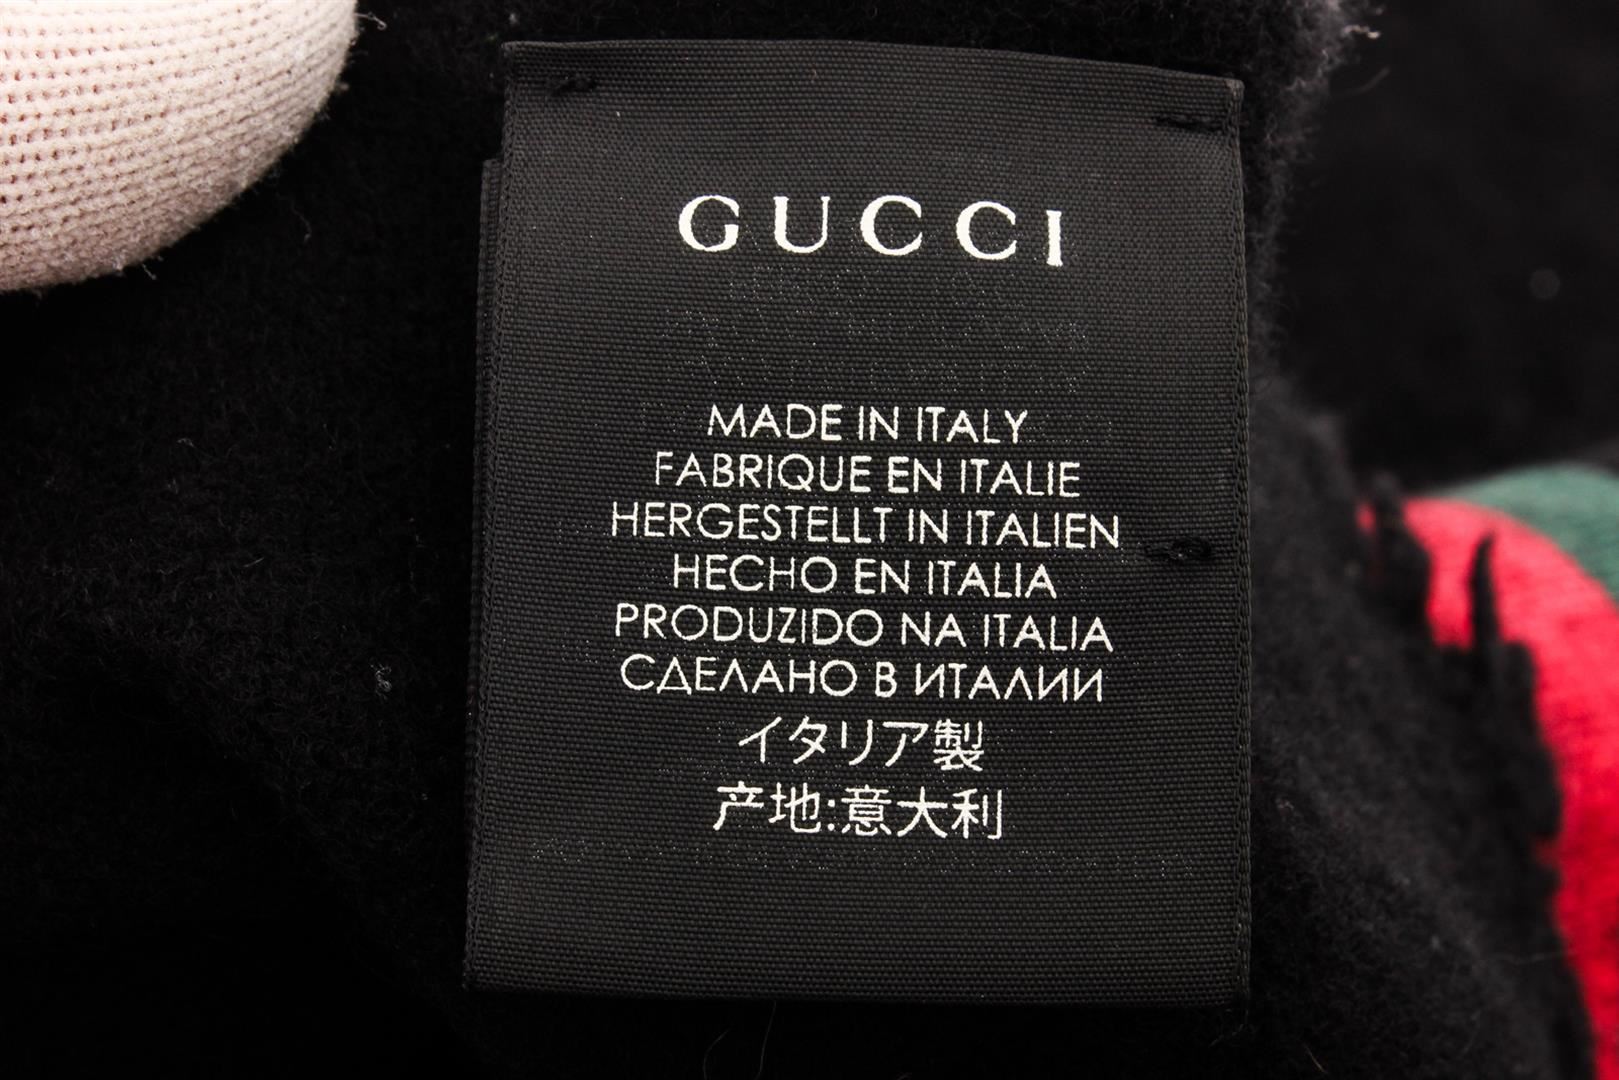 GUCCI
MADE IN ITALY
FABRIQUE EN ITALIE
HERGESTELLT IN ITALIEN
HECHO EN ITALIA
PRODUZIDO NA ITALIA
СДЕЛАНО В ИТАЛИИ
イタリア製
产地:意大利